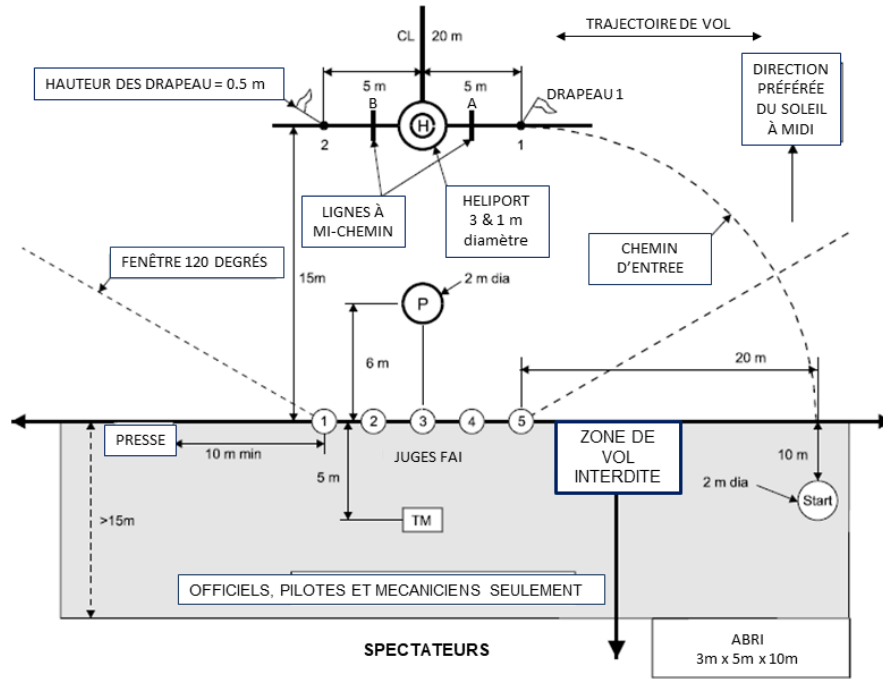 CL
20 m
TRAJECTOIRE DE VOL
HAUTEUR DES DRAPEAU = 0.5 m
5 m
5 m
B
A
DRAPEAU 1
DIRECTION
PRÉFÉRÉE
DU SOLEIL
À MIDI
H
2
1
LIGNES À
MI-CHEMIN
HELIPORT
3 & 1 m
diamètre
CHEMIN
D'ENTREE
FENÊTRE 120 DEGRÉS
15m
P
2 m dia
6 m
20 m
1
2
3
4
5
PRESSE
10 m min
JUGES FAI
5 m
ZONE DE
VOL
INTERDITE
10 m
2 m dia
Start
>15m
TM
OFFICIELS, PILOTES ET MECANICIENS SEULEMENT
SPECTATEURS
ABRI
3m x 5m x 10m